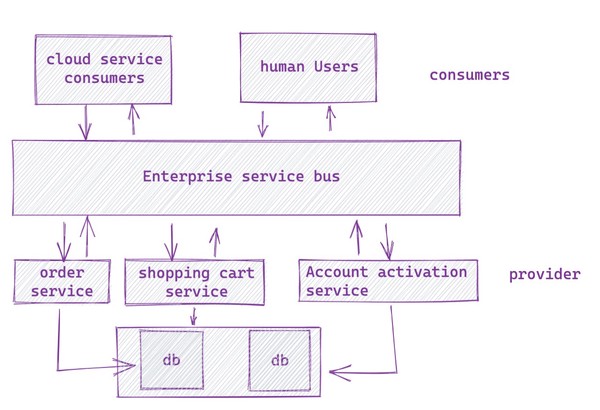 cloud service
consumers
human Users
consumers
Enterprise service bus
order
service
shopping cart
service
Account activation
service
provider
db
db